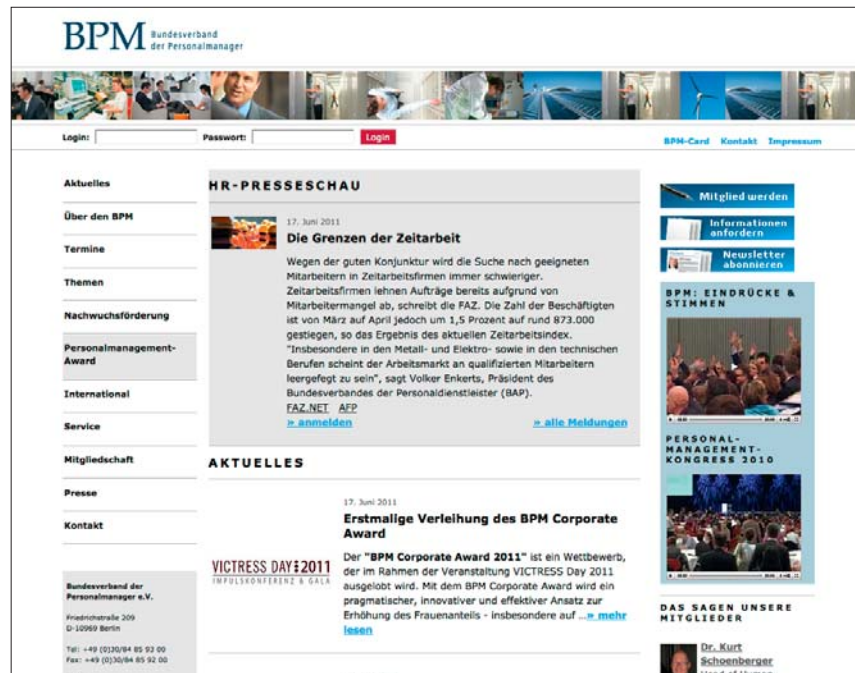 BPM Bundesverband
der Personalmanager
Login:
Passwort:
Login
BPM-Card Kontakt Impressum
Aktuelles
Über den BPM
Termine
Themen
Nachwuchsförderung
Personalmanagement-
Award
International
Service
Mitgliedschaft
Presse
Kontakt
Bundesverband der
Personalmanager e.V.
Friedrichstraße 209
D-10969 Berlin
Tel: +49 (0)30/84 85 93 00
Fax: +49 (0)30/84 85 92 00
HR-PRESSESCHAU
17. Juni 2011
Die Grenzen der Zeitarbeit
Wegen der guten Konjunktur wird die Suche nach geeigneten
Mitarbeitern in Zeitarbeitsfirmen immer schwieriger.
Zeitarbeitsfirmen lehnen Aufträge bereits aufgrund von
Mitarbeitermangel ab, schreibt die FAZ. Die Zahl der Beschäftigten
ist von März auf April jedoch um 1,5 Prozent auf rund 873.000
gestiegen, so das Ergebnis des aktuellen Zeitarbeitsindex.
"Insbesondere in den Metall- und Elektro- sowie in den technischen
Berufen scheint der Arbeitsmarkt an qualifizierten Mitarbeitern
leergefegt zu sein", sagt Volker Enkerts, Präsident des
Bundesverbandes der Personaldienstleister (BAP).
FAZ.NET AFP
» anmelden
» alle Meldungen
AKTUELLES
17. Juni 2011
Erstmalige Verleihung des BPM Corporate
Award
VICTRESS DAY 2011
IMPULSKONFERENZ & GALA
Der "BPM Corporate Award 2011" ist ein Wettbewerb,
der im Rahmen der Veranstaltung VICTRESS Day 2011
ausgelobt wird. Mit dem BPM Corporate Award wird ein
pragmatischer, innovativer und effektiver Ansatz zur
Erhöhung des Frauenanteils - insbesondere auf ...» mehr
lesen
Mitglied werden
Informationen
anfordern
Newsletter
abonnieren
BPM: EINDRÜCKE &
STIMMEN
PERSONAL-
MANAGEMENT-
KONGRESS 2010
DAS SAGEN UNSERE
MITGLIEDER
Dr. Kurt
Schoenberger
Head of Human